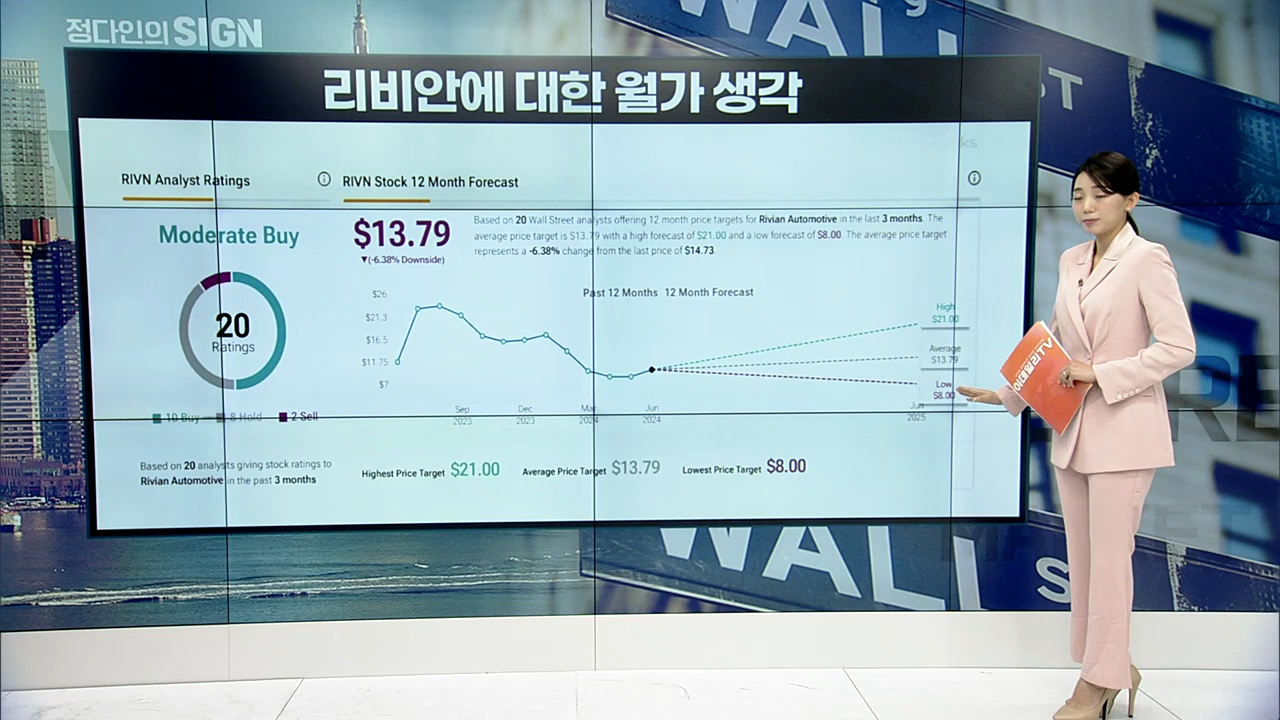 정다인의 SIGN
WALL
ST
리비안에 대한 월가 생각
RIVN Analyst Ratings
RIVN Stock 12 Month Forecast
Moderate Buy
20
Ratings
10 Buy
8 Hold
2 Sell
Based on 20 analysts giving stock ratings to
Rivian Automotive in the past 3 months
$13.79
▼(-6.38% Downside)
Based on 20 Wall Street analysts offering 12 month price targets for Rivian Automotive in the last 3 months. The
average price target is $13.79 with a high forecast of $21.00 and a low forecast of $8.00. The average price target
represents a -6.38% change from the last price of $14.73.
Past 12 Months 12 Month Forecast
$26
$21.3
$16.5
$11.75
$7
Sep
2023
Dec
2023
Mar
2024
Jun
2024
Jun
2025
High
$21.00
Average
$13.79
Low
$8.00
Highest Price Target $21.00
Average Price Target $13.79
Lowest Price Target $8.00
이데일리TV
WALL S